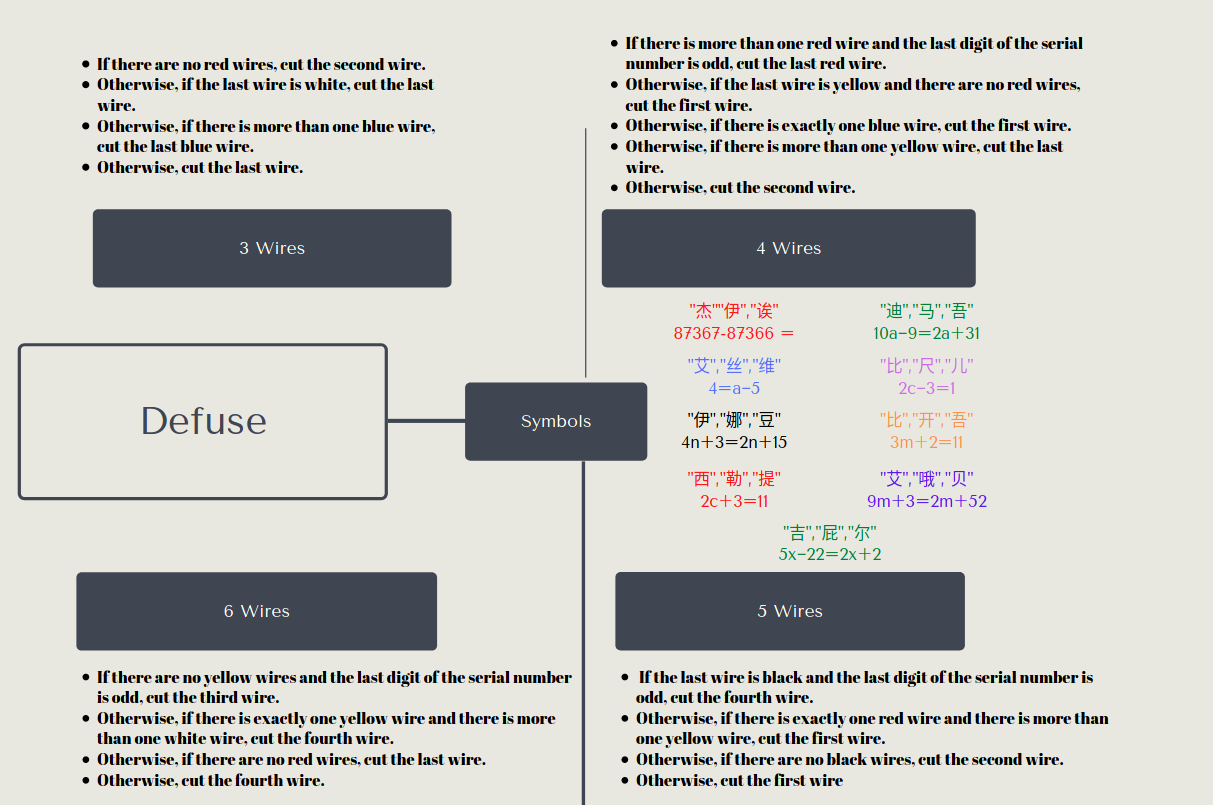 If there are no red wires, cut the second wire.
Otherwise, if the last wire is white, cut the last
wire.
Otherwise, if there is more than one blue wire,
cut the last blue wire.
Otherwise, cut the last wire.
3 Wires
If there is more than one red wire and the last digit of the serial
number is odd, cut the last red wire.
Otherwise, if the last wire is yellow and there are no red wires,
cut the first wire.
Otherwise, if there is exactly one blue wire, cut the first wire.
Otherwise, if there is more than one yellow wire, cut the last
wire.
Otherwise, cut the second wire.
4 Wires
Defuse
Symbols
"杰""伊","诶"
87367-87366 =
"迪","马","吾"
10a-9=2a+31
"艾","丝","维"
4=a-5
"比","尺","儿"
2c-3=1
"伊","娜","豆"
4n+3=2n+15
"比","开","吾"
3m+2=11
"西","勒","提"
2c+3=11
"艾","哦","贝"
9m+3=2m+52
"吉","屁","尔"
5x-22=2x+2
6 Wires
If there are no yellow wires and the last digit of the serial number
is odd, cut the third wire.
Otherwise, if there is exactly one yellow wire and there is more
than one white wire, cut the fourth wire.
Otherwise, if there are no red wires, cut the last wire.
Otherwise, cut the fourth wire.
5 Wires
If the last wire is black and the last digit of the serial number is
odd, cut the fourth wire.
Otherwise, if there is exactly one red wire and there is more than
one yellow wire, cut the first wire.
Otherwise, if there are no black wires, cut the second wire.
Otherwise, cut the first wire